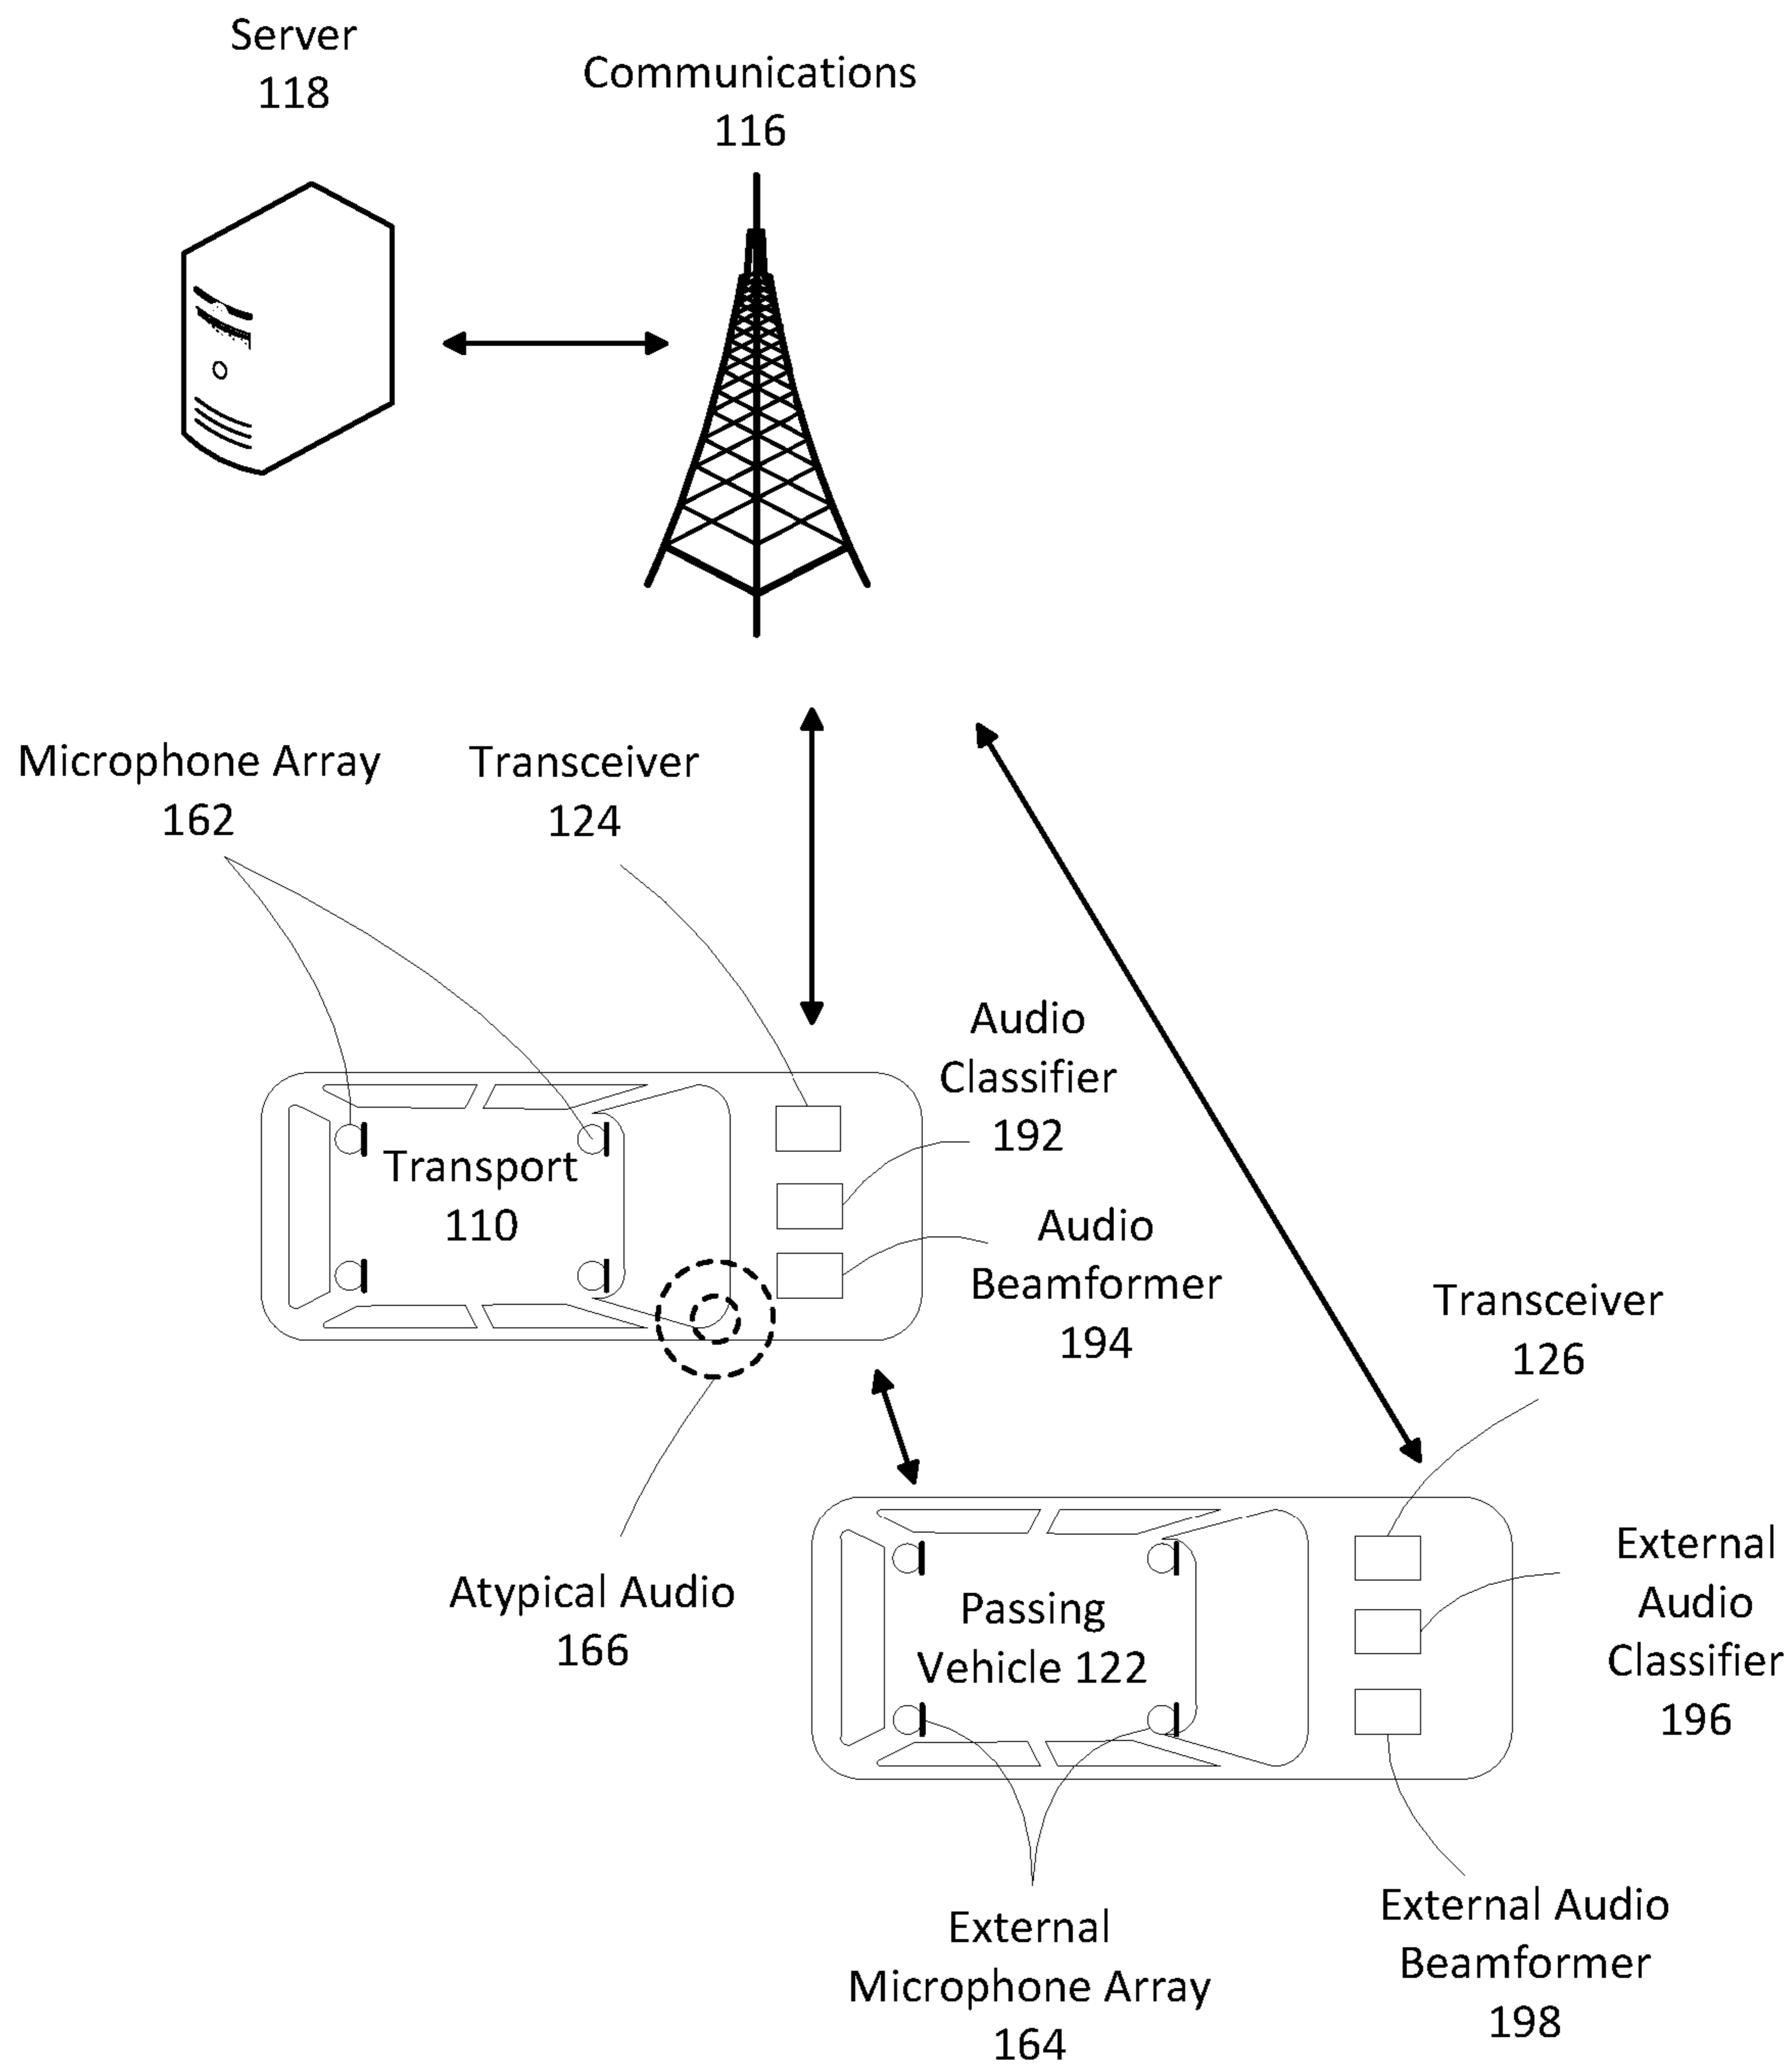 Server
118
Communications
116
Microphone Array
162
Transceiver
124
Audio
Classifier
192
Transport
110
Audio
Beamformer
194
Transceiver
126
Atypical Audio
166
Passing
Vehicle 122
External
Audio
Classifier
196
External
Microphone Array
164
External Audio
Beamformer
198